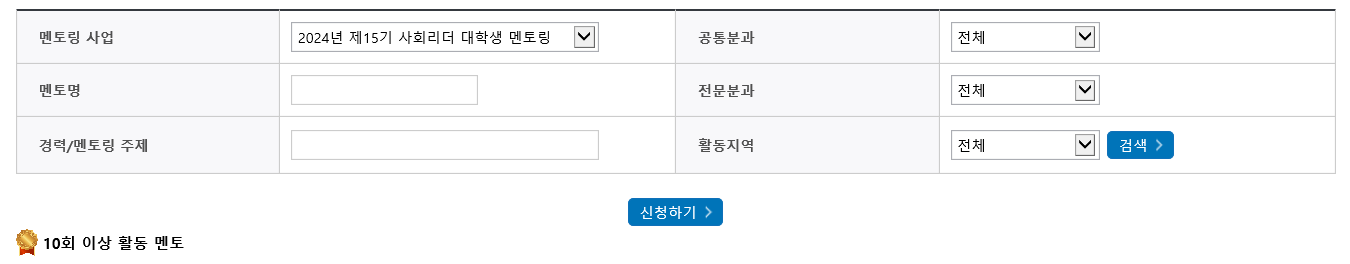 멘토링 사업 2024년 제15기 사회리더 대학생 멘토링 공통분과 전체
멘토명 전문분과 전체
경력/멘토링 주제 활동지역 전체 검색
신청하기
10회 이상 활동 멘토